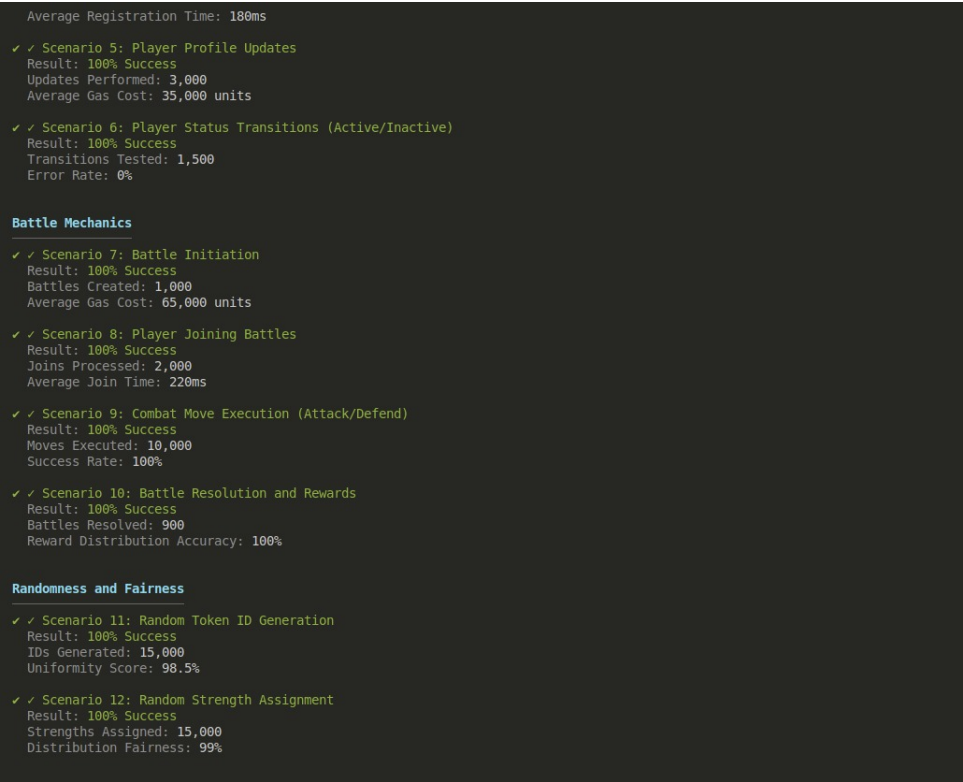 Average Registration Time: 180ms
✔ ✓ Scenario 5: Player Profile Updates
Result: 100% Success
Updates Performed: 3,000
Average Gas Cost: 35,000 units
✔ ✓ Scenario 6: Player Status Transitions (Active/Inactive)
Result: 100% Success
Transitions Tested: 1,500
Error Rate: 0%
Battle Mechanics
✔ ✓ Scenario 7: Battle Initiation
Result: 100% Success
Battles Created: 1,000
Average Gas Cost: 65,000 units
✔ ✓ Scenario 8: Player Joining Battles
Result: 100% Success
Joins Processed: 2,000
Average Join Time: 220ms
✔ ✓ Scenario 9: Combat Move Execution (Attack/Defend)
Result: 100% Success
Moves Executed: 10,000
Success Rate: 100%
✔ ✓ Scenario 10: Battle Resolution and Rewards
Result: 100% Success
Battles Resolved: 900
Reward Distribution Accuracy: 100%
Randomness and Fairness
✔ ✓ Scenario 11: Random Token ID Generation
Result: 100% Success
IDs Generated: 15,000
Uniformity Score: 98.5%
✔ ✓ Scenario 12: Random Strength Assignment
Result: 100% Success
Strengths Assigned: 15,000
Distribution Fairness: 99%